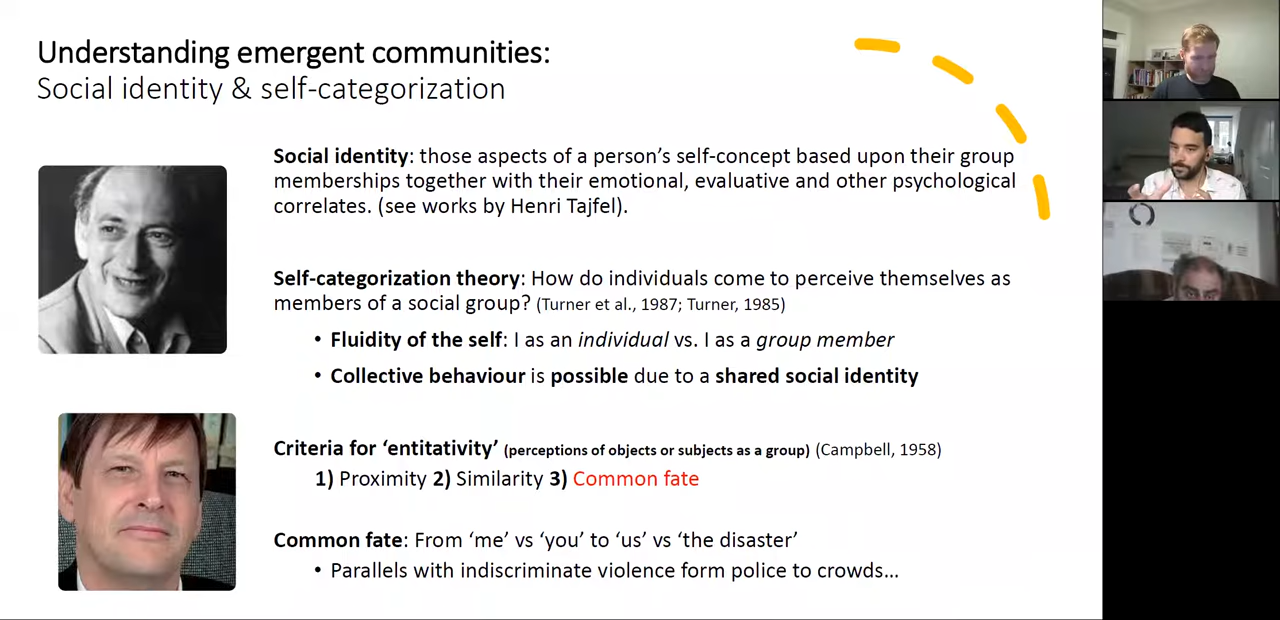 Understanding emergent communities:
Social identity & self-categorization
Social identity: those aspects of a person’s self-concept based upon their group
memberships together with their emotional, evaluative and other psychological
correlates. (see works by Henri Tajfel).
Self-categorization theory: How do individuals come to perceive themselves as
members of a social group? (Turner et al., 1987; Turner, 1985)
• Fluidity of the self: I as an individual vs. I as a group member
• Collective behaviour is possible due to a shared social identity
Criteria for ‘entitativity’ (perceptions of objects or subjects as a group) (Campbell, 1958)
1) Proximity 2) Similarity 3) Common fate
Common fate: From ‘me’ vs ‘you’ to ‘us’ vs ‘the disaster’
• Parallels with indiscriminate violence form police to crowds…